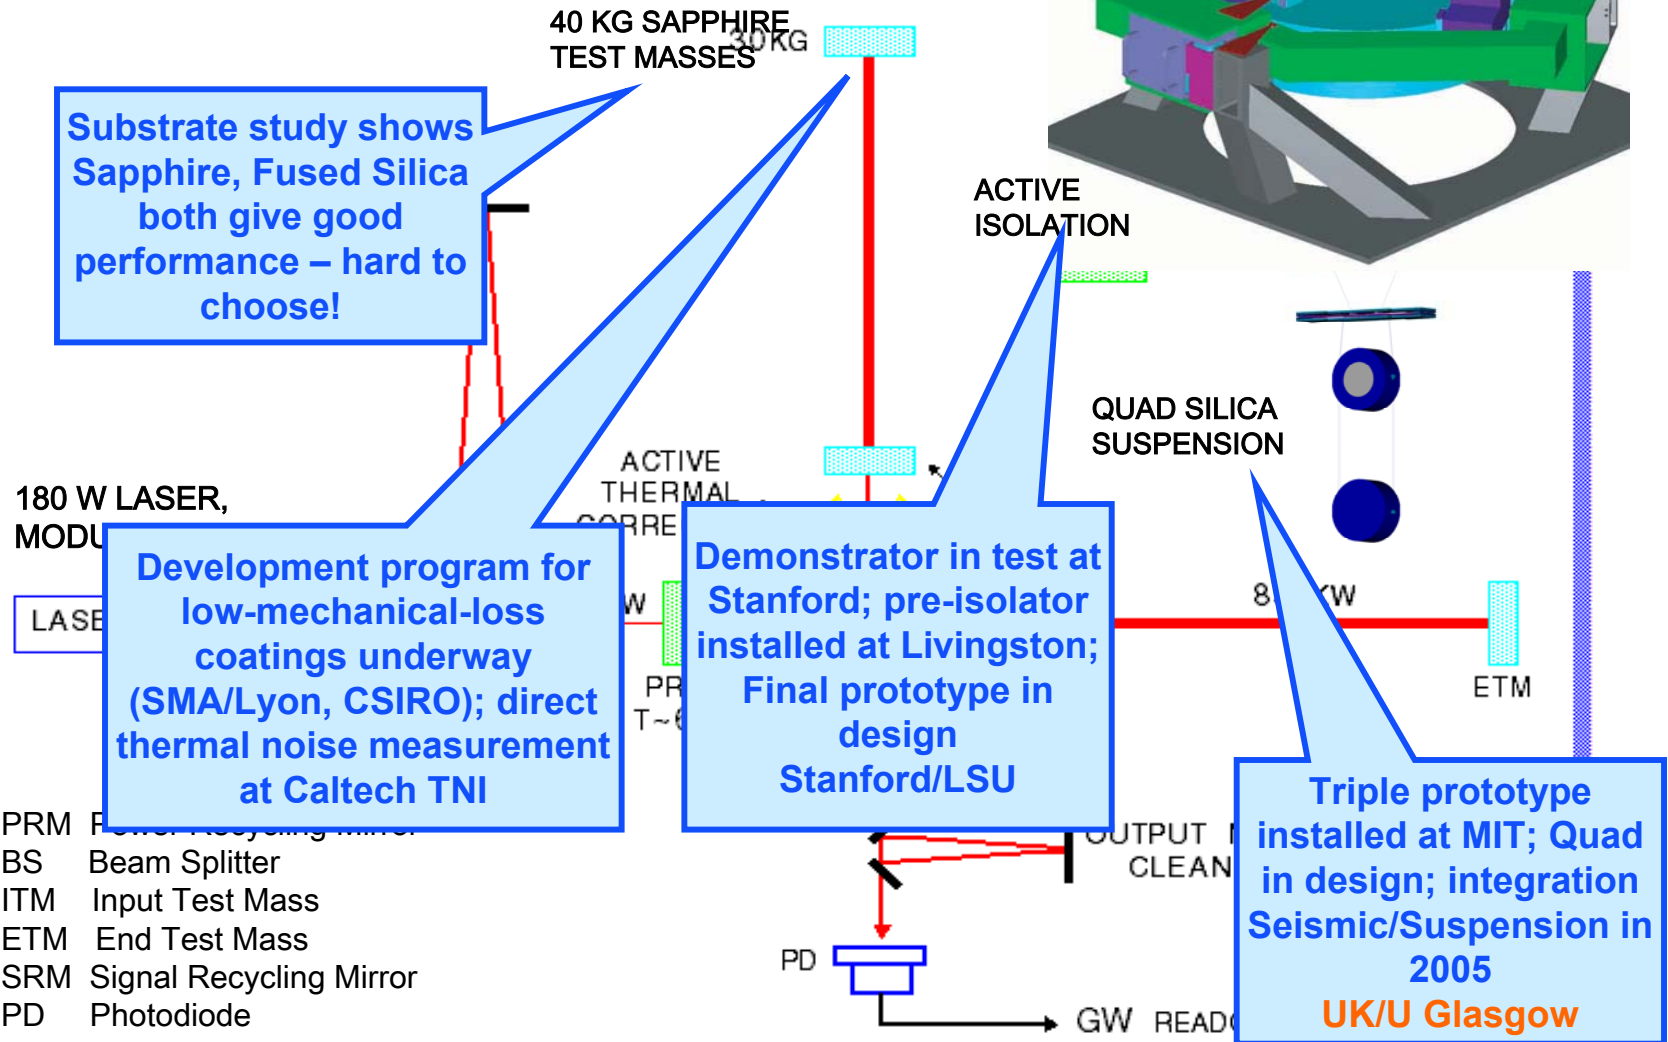 40 KG SAPPHIRE
TEST MASSES
30KG
Substrate study shows
Sapphire, Fused Silica
both give good
performance – hard to
choose!
ACTIVE
ISOLATION
QUAD SILICA
SUSPENSION
ACTIVE
THERMAL
180 W LASER,
Development program for
low-mechanical-loss
coatings underway
(SMA/Lyon, CSIRO); direct
thermal noise measurement
at Caltech TNI
Demonstrator in test at
Stanford; pre-isolator
installed at Livingston;
Final prototype in
design
Stanford/LSU
W
KW
ETM
Triple prototype
installed at MIT; Quad
in design; integration
Seismic/Suspension in
2005
UK/U Glasgow
PRM Power Recycling Mirror
BS Beam Splitter
ITM Input Test Mass
ETM End Test Mass
SRM Signal Recycling Mirror
PD Photodiode
OUTPUT
PD
GW